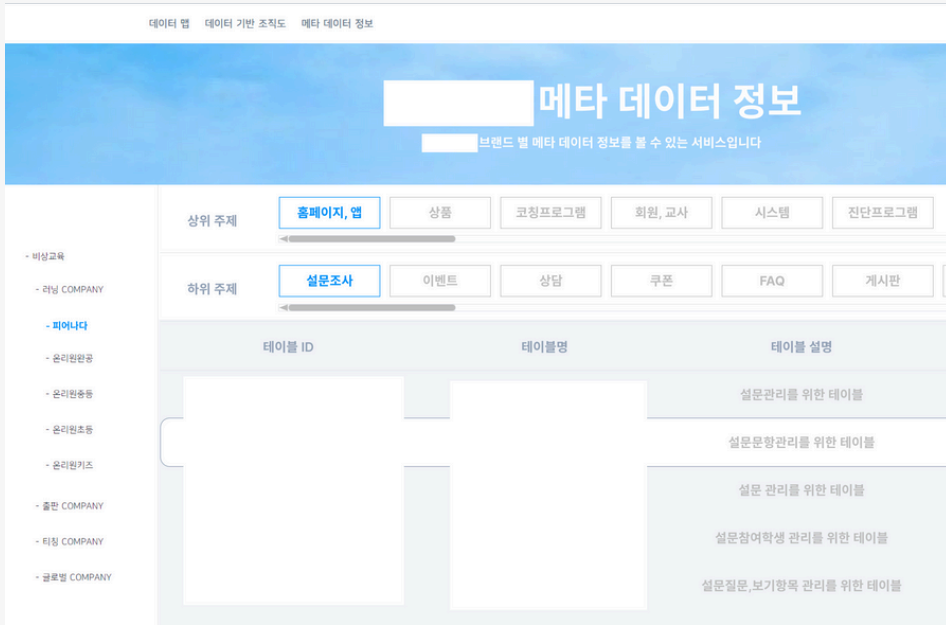 데이터 맵 데이터 기반 조직도 메타 데이터 정보
메타 데이터 정보
브랜드 별 메타 데이터 정보를 볼 수 있는 서비스입니다
- 비상교육
- 러닝 COMPANY
- 피어나다
- 온리원완공
- 온리원중등
- 온리원초등
- 온리원키즈
- 출판 COMPANY
- 티칭 COMPANY
- 글로벌 COMPANY
상위 주제 홈페이지, 앱 상품 코칭프로그램 회원, 교사 시스템 진단프로그램
하위 주제 설문조사 이벤트 상담 쿠폰 FAQ 게시판
테이블 ID 테이블명 테이블 설명
설문관리를 위한 테이블
설문문항관리를 위한 테이블
설문 관리를 위한 테이블
설문참여학생 관리를 위한 테이블
설문질문,보기항목 관리를 위한 테이블